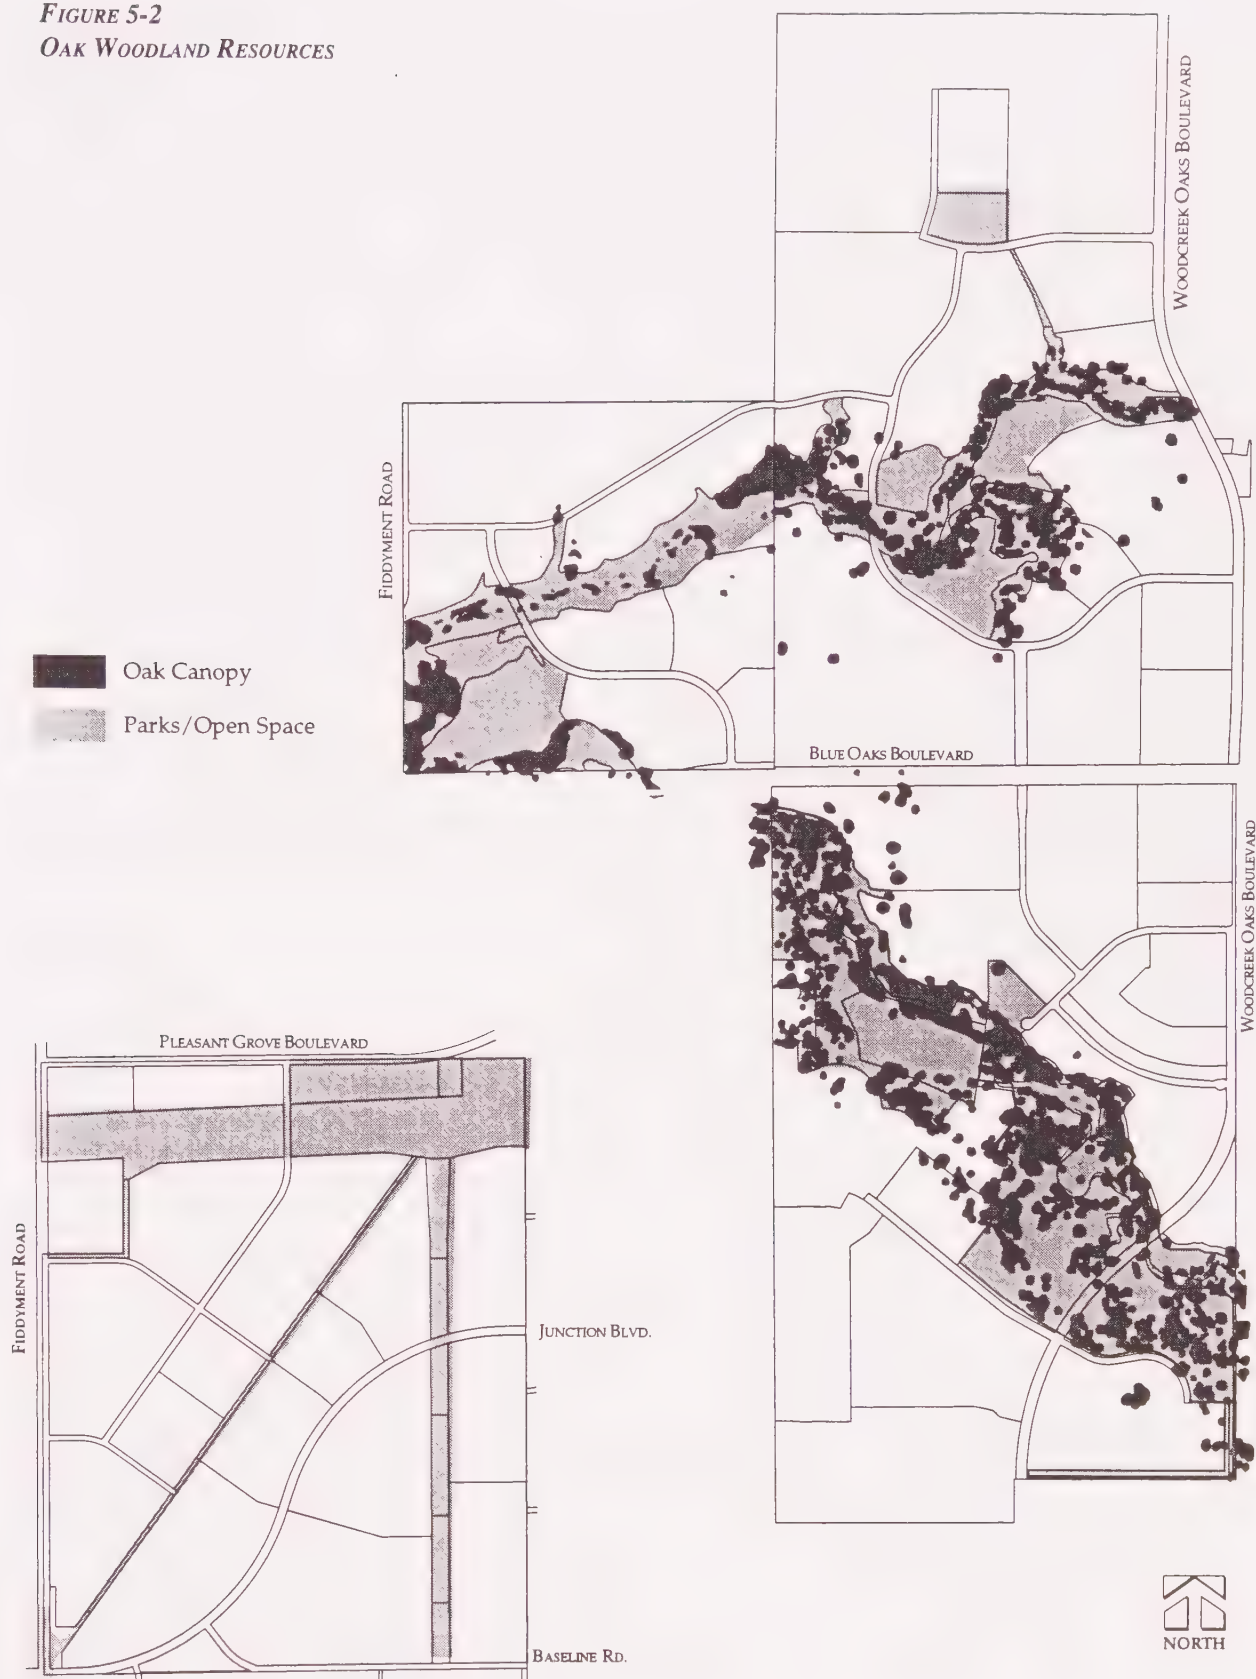 FIGURE 5-2
OAK WOODLAND RESOURCES
WOODCREEK OAKS BOULEVARD
FIDDYMENT ROAD
Oak Canopy
Parks/Open Space
BLUE OAKS BOULEVARD
WOODCREEK OAKS BOULEVARD
PLEASANT GROVE BOULEVARD
FIDDYMENT ROAD
JUNCTION BLVD.
BASELINE RD.
NORTH